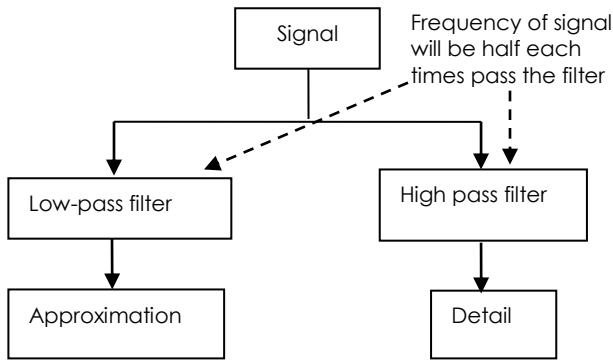 Signal
Frequency of signal
will be half each
times pass the filter
Low-pass filter
High pass filter
Approximation
Detail